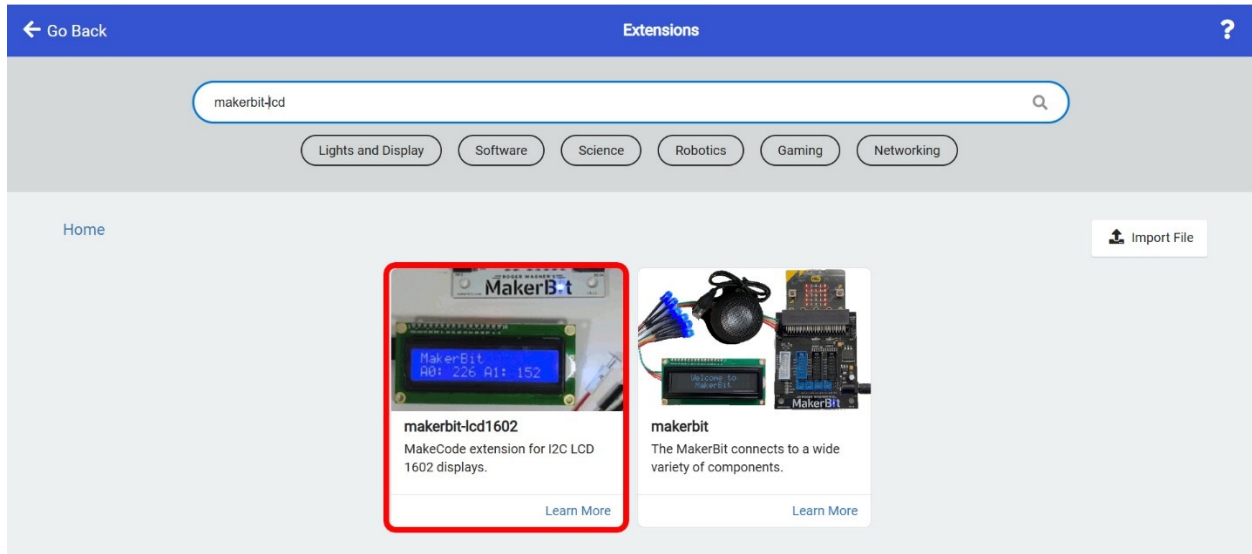 Go Back
Extensions
?
makerbit-lcd
Lights and Display
Software
Science
Robotics
Gaming
Networking
Home
Import File
MakerBit
MakerBit
A0: 226 A1: 152
Welcome to
MakerBit
MakerBit
makerbit-lcd1602
MakeCode extension for I2C LCD
1602 displays.
Learn More
makerbit
The MakerBit connects to a wide
variety of components.
Learn More